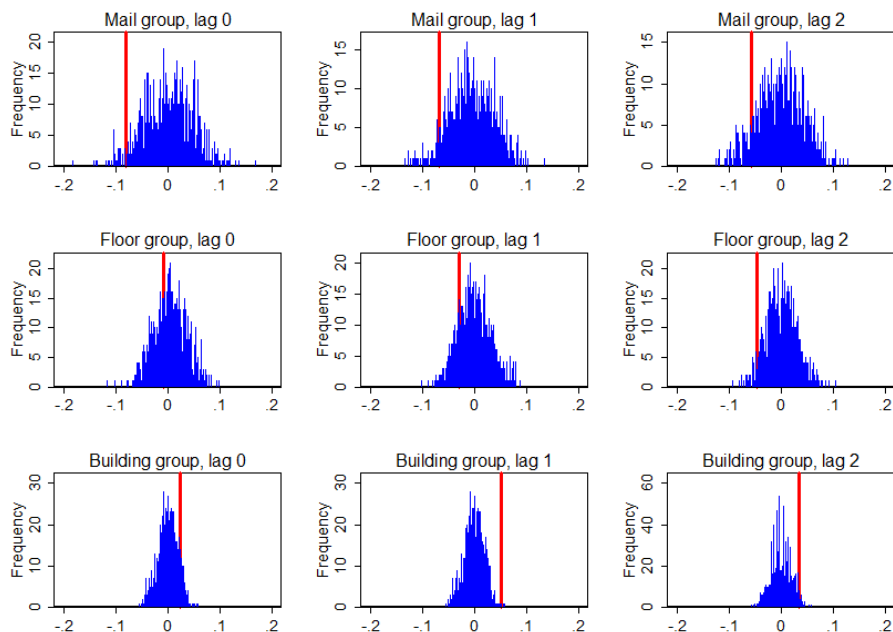 Mail group, lag 0
Frequency
0 5 10 15 20
-.2 -.1 0 .1 .2
Mail group, lag 1
Frequency
0 5 10 15
-.2 -.1 0 .1 .2
Mail group, lag 2
Frequency
0 5 10 15
-.2 -.1 0 .1 .2
Floor group, lag 0
Frequency
0 5 10 15 20
-.2 -.1 0 .1 .2
Floor group, lag 1
Frequency
0 5 10 15 20
-.2 -.1 0 .1 .2
Floor group, lag 2
Frequency
0 5 10 15 20
-.2 -.1 0 .1 .2
Building group, lag 0
Frequency
0 10 20 30
-.2 -.1 0 .1 .2
Building group, lag 1
Frequency
0 10 20 30
-.2 -.1 0 .1 .2
Building group, lag 2
Frequency
0 20 40 60
-.2 -.1 0 .1 .2